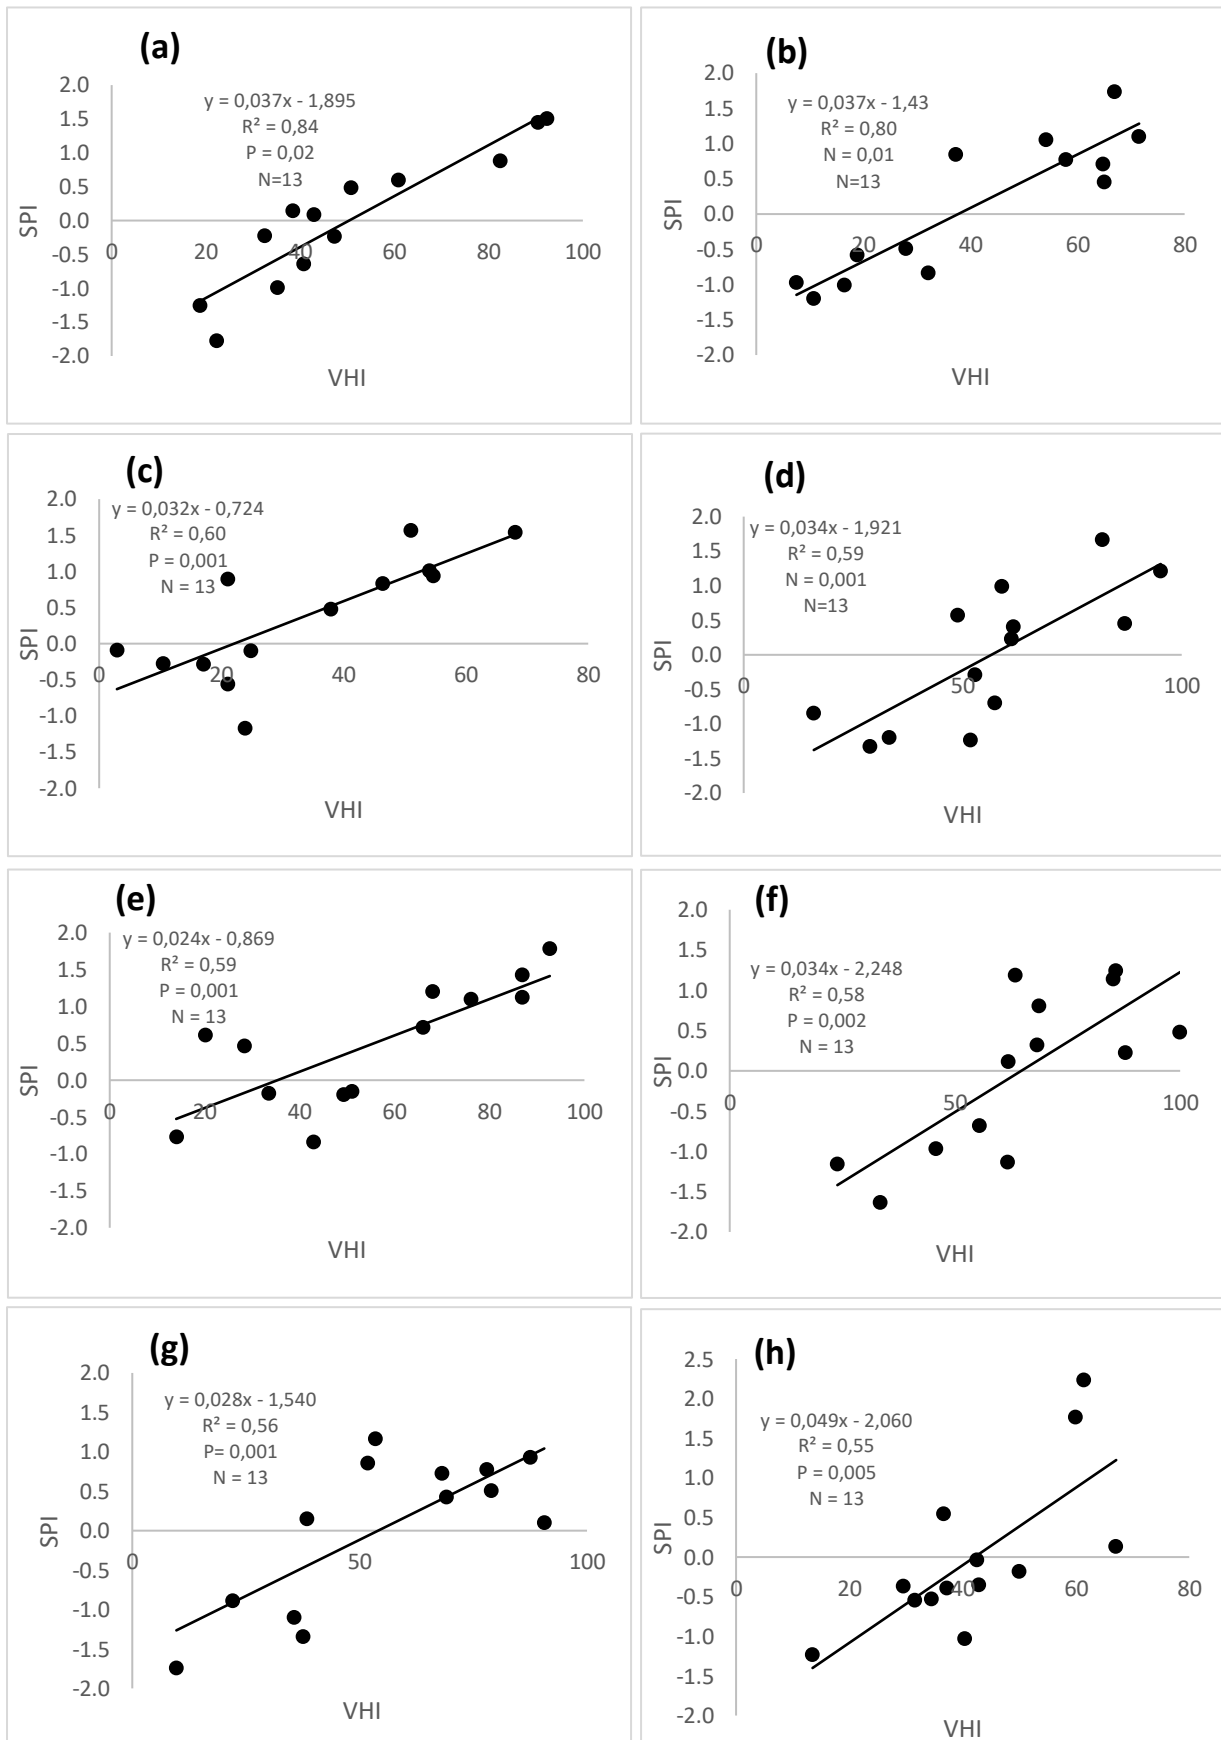 (a)
y = 0,037x - 1,895
R² = 0,84
P = 0,02
N=13
2.0
1.5
1.0
0.5
0.0
-0.5
-1.0
-1.5
-2.0
0
20
40
60
80
100
SPI
VHI
(b)
y = 0,037x - 1,43
R² = 0,80
N = 0,01
N=13
2.0
1.5
1.0
0.5
0.0
-0.5
-1.0
-1.5
-2.0
0
20
40
60
80
SPI
VHI
(c)
y = 0,032x - 0,724
R² = 0,60
P = 0,001
N = 13
2.0
1.5
1.0
0.5
0.0
-0.5
-1.0
-1.5
-2.0
0
20
40
60
80
SPI
VHI
(d)
y = 0,034x - 1,921
R² = 0,59
N = 0,001
N=13
2.0
1.5
1.0
0.5
0.0
-0.5
-1.0
-1.5
-2.0
0
50
100
SPI
VHI
(e)
y = 0,024x - 0,869
R² = 0,59
P = 0,001
N = 13
2.0
1.5
1.0
0.5
0.0
-0.5
-1.0
-1.5
-2.0
0
20
40
60
80
100
SPI
VHI
(f)
y = 0,034x - 2,248
R² = 0,58
P = 0,002
N = 13
2.0
1.5
1.0
0.5
0.0
-0.5
-1.0
-1.5
-2.0
0
50
100
SPI
VHI
(g)
y = 0,028x - 1,540
R² = 0,56
P= 0,001
N = 13
2.0
1.5
1.0
0.5
0.0
-0.5
-1.0
-1.5
-2.0
0
50
100
SPI
VHI
(h)
y = 0,049x - 2,060
R² = 0,55
P = 0,005
N = 13
2.5
2.0
1.5
1.0
0.5
0.0
-0.5
-1.0
-1.5
-2.0
0
20
40
60
80
SPI
VHI